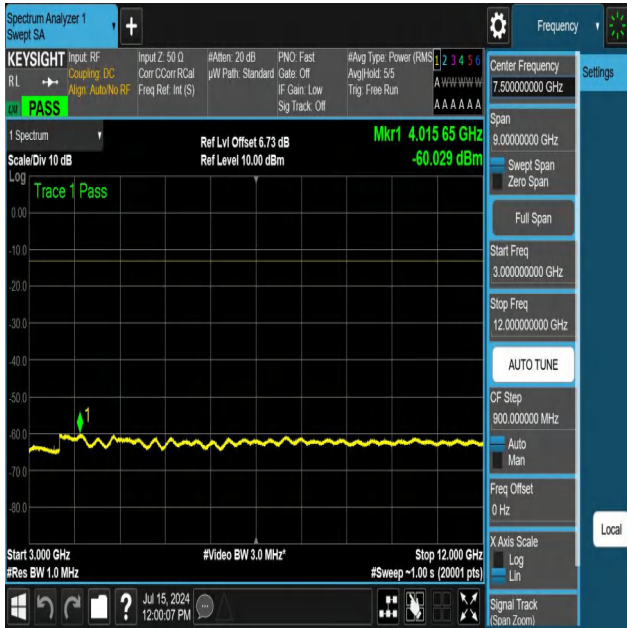 Spectrum Analyzer 1
Swept SA
+
Frequency
KEYSIGHT
RL
PASS
Input: RF
Coupling: DC
Align: Auto/No RF
Input Z: 50 Ω
Corr CCorr RCal
Freq Ref: Int (S)
#Atten: 20 dB
µW Path: Standard
PNO: Fast
Gate: Off
IF Gain: Low
Sig Track: Off
#Avg Type: Power (RMS
Avg|Hold: 5/5
Trig: Free Run
1 2 3 4 5 6
A W W W W W
A A A A A A
1 Spectrum
Scale/Div 10 dB
Ref Lvl Offset 6.73 dB
Ref Level 10.00 dBm
Mkr1 4.015 65 GHz
-60.029 dBm
Log
Trace 1 Pass
0.00
-10.0
-20.0
-30.0
-40.0
-50.0
-60.0
-70.0
-80.0
1
Start 3.000 GHz
#Res BW 1.0 MHz
#Video BW 3.0 MHz*
Stop 12.000 GHz
#Sweep ~1.00 s (20001 pts)
?
Jul 15, 2024
12:00:07 PM
Center Frequency
7.500000000 GHz
Settings
Span
9.00000000 GHz
Swept Span
Zero Span
Full Span
Start Freq
3.000000000 GHz
Stop Freq
12.000000000 GHz
AUTO TUNE
CF Step
900.000000 MHz
Auto
Man
Freq Offset
0 Hz
X Axis Scale
Log
Lin
Local
Signal Track
(Span Zoom)